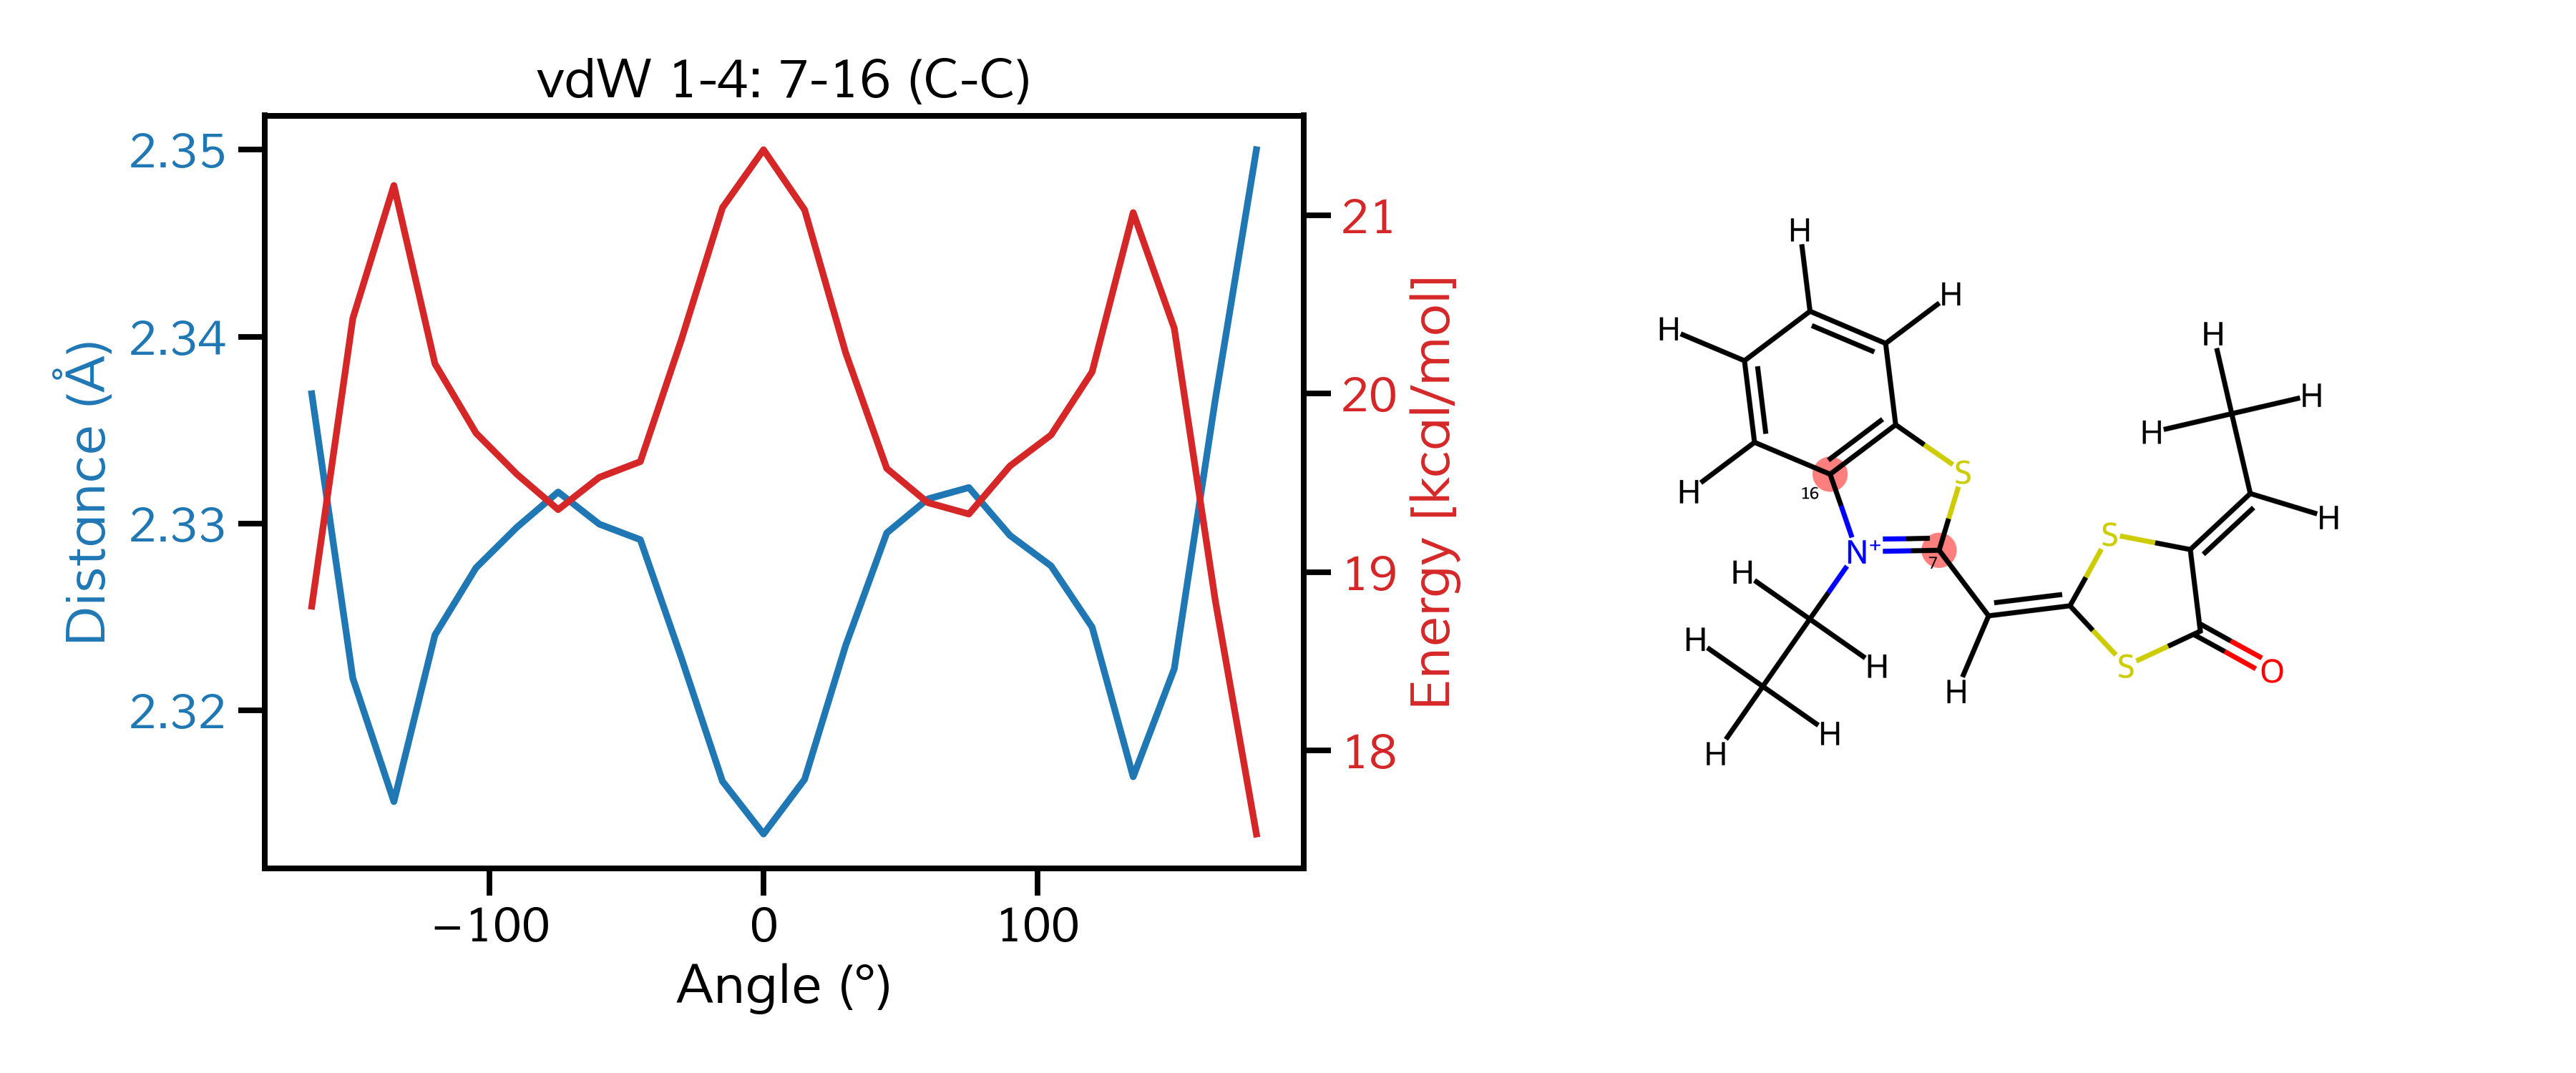 vdW 1-4: 7-16 (C-C)
2.35
2.34
2.33
2.32
Distance (Å)
21
20
19
18
Energy [kcal/mol]
−100
0
100
Angle (°)
H
H
H
H
H
H
S
H
16
S
H
N+
7
H
H
S
O
H
H
H
H